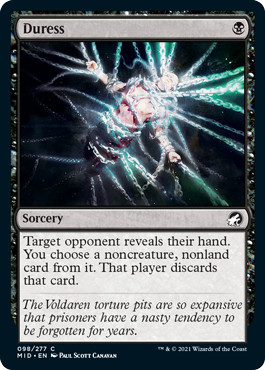 Duress
Sorcery
Target opponent reveals their hand.
You choose a noncreature, nonland
card from it. That player discards
that card.
The Voldaren torture pits are so expansive
that prisoners have a nasty tendency to
be forgotten for years.
098/277 C
MID • EN Paul Scott Canavan
™ & © 2021 Wizards of the Coast